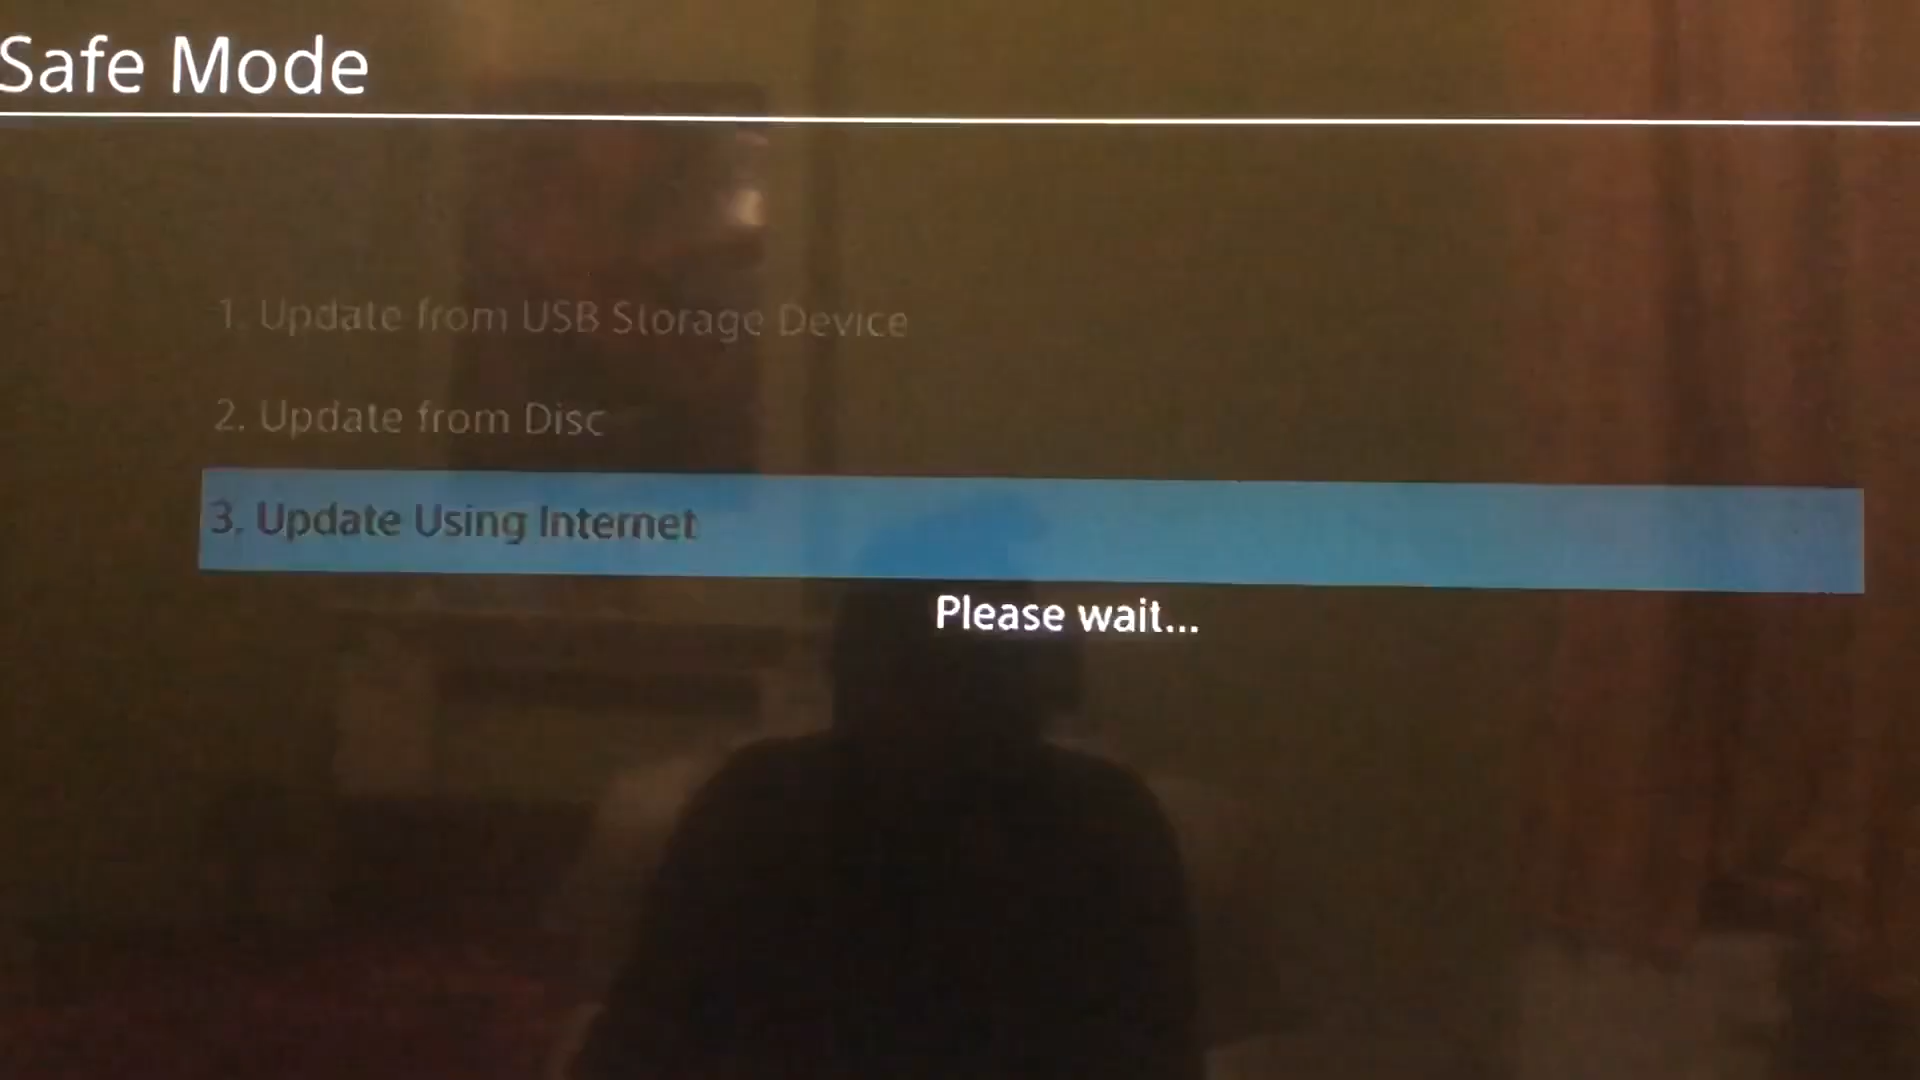 Safe Mode
1. Update from USB Storage Device
2. Update from Disc
3. Update Using Internet
Please wait...